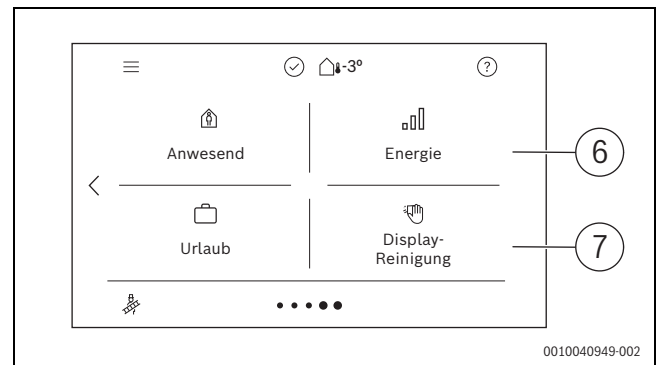 -3°
?
Anwesend
Energie
6
Urlaub
Display-
Reinigung
7
0010040949-002